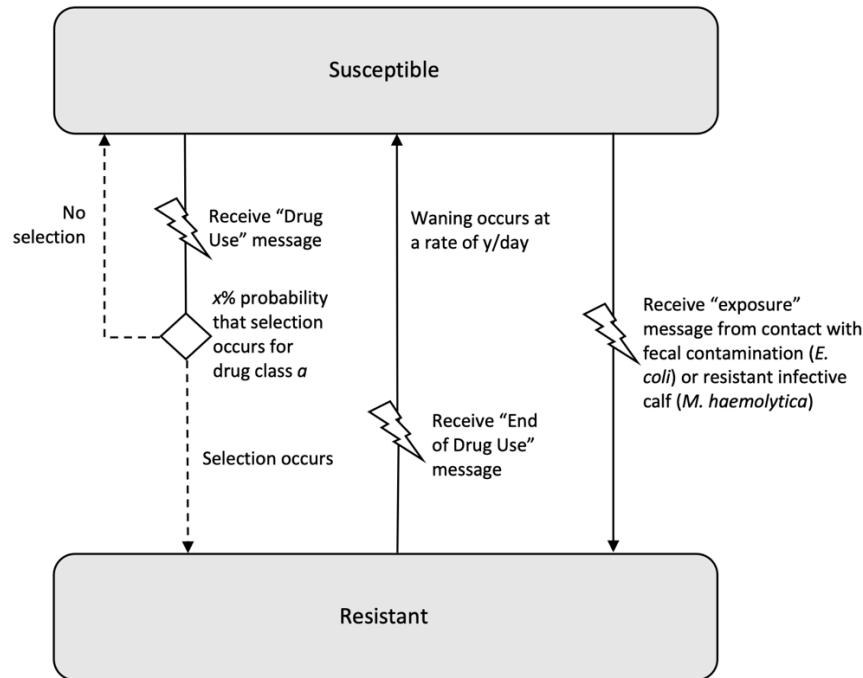 Susceptible
No
selection
Receive “Drug
Use” message
x% probability
that selection
occurs for
drug class a
Selection occurs
Waning occurs at
a rate of y/day
Receive “End
of Drug Use”
message
Receive “exposure”
message from contact with
fecal contamination (E.
coli) or resistant infective
calf (M. haemolytica)
Resistant